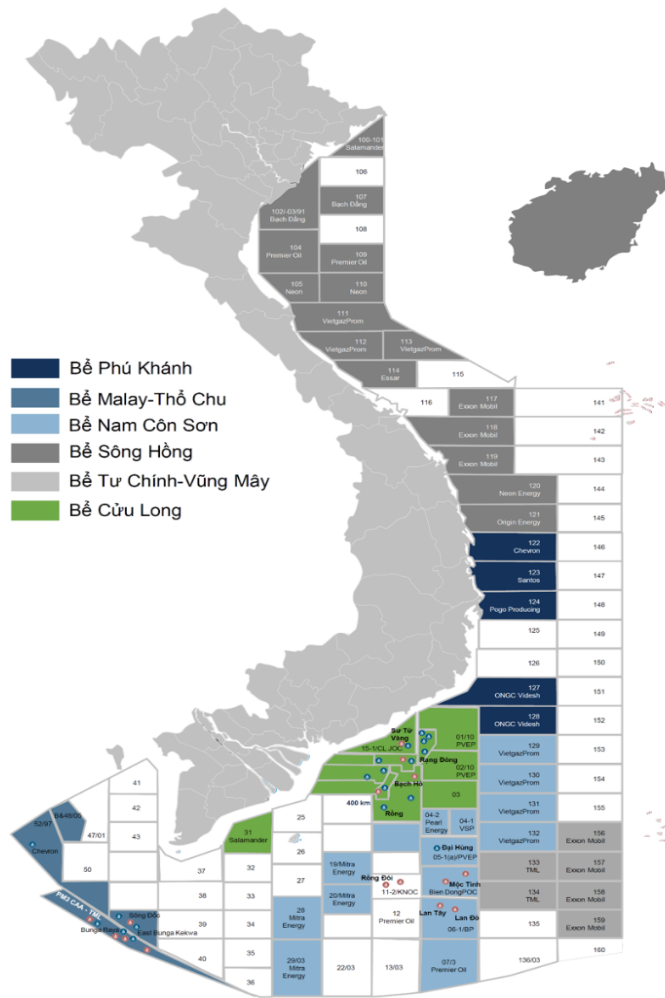 100-101
Salamander
106
107
Bạch Đằng
102/-03/91
Bạch Đằng
108
104
Premier Oil
109
Premier Oil
105
Neon
110
Neon
111
VietgazProm
112
VietgazProm
113
VietgazProm
114
Essar
115
116
117
Exxon Mobil
141
118
Exxon Mobil
142
119
Exxon Mobil
143
120
Neon Energy
144
121
Origin Energy
145
122
Chevron
146
123
Santos
147
124
Pogo Producing
148
125
149
126
150
127
ONGC Videsh
151
128
ONGC Videsh
152
Bể Phú Khánh
Bể Malay-Thổ Chu
Bể Nam Côn Sơn
Bể Sông Hồng
Bể Tư Chính-Vũng Mây
Bể Cửu Long
Sư Tử
Vàng
15-1/CL JOC
01/10
PVEP
Rạng Đông
02/10
PVEP
Bạch Hổ
03
400 km
Rồng
129
VietgazProm
153
130
VietgazProm
154
131
VietgazProm
155
132
VietgazProm
156
Exxon Mobil
133
TML
157
Exxon Mobil
134
TML
158
Exxon Mobil
135
159
Exxon Mobil
136/03
160
04-2
Pearl
Energy
04-1
VSP
Đại Hùng
05-1(a)/PVEP
Mộc Tinh
Bien DongPOC
Rồng Đôi
11-2/KNOC
Lan Tây
Lan Đỏ
06-1/BP
12
Premier Oil
07/3
Premier Oil
13/03
22/03
25
26
27
19/Mitra
Energy
20/Mitra
Energy
28
Mitra
Energy
29/03
Mitra
Energy
31
Salamander
32
33
34
35
36
37
38
39
40
41
42
43
B&48/05
52/97
47/01
Chevron
50
PM3 CAA - TML
Sông Đốc
Bunga Raya
East Bunga Kekwa